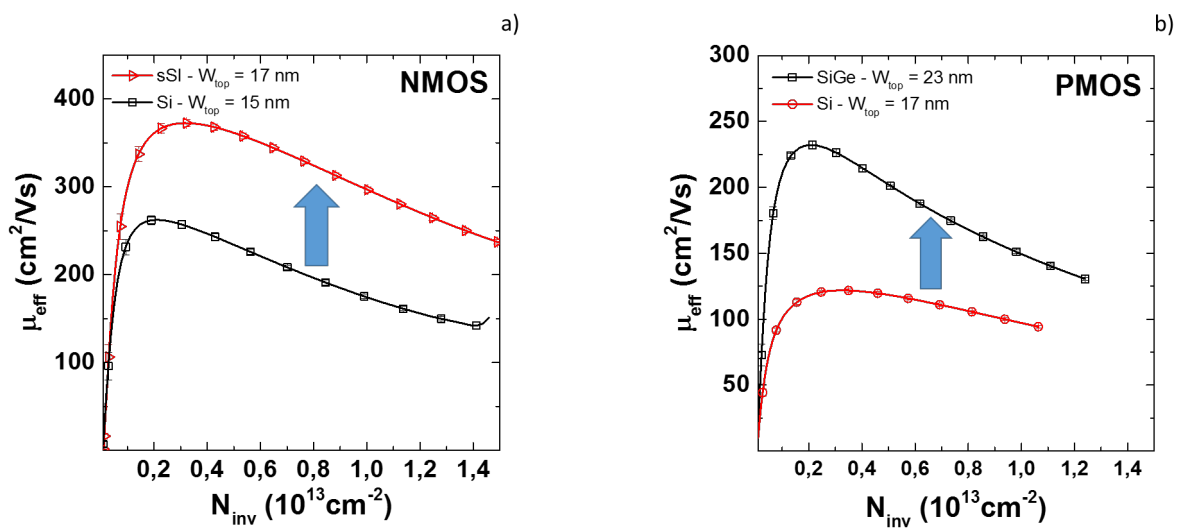 a)
NMOS
sSI - Wtop = 17 nm
Si - Wtop = 15 nm
400
300
200
100
μeff (cm2/Vs)
0,2 0,4 0,6 0,8 1,0 1,2 1,4
Ninv (1013cm-2)
b)
PMOS
SiGe - Wtop = 23 nm
Si - Wtop = 17 nm
300
250
200
150
100
50
μeff (cm2/Vs)
0,2 0,4 0,6 0,8 1,0 1,2 1,4
Ninv (1013cm-2)